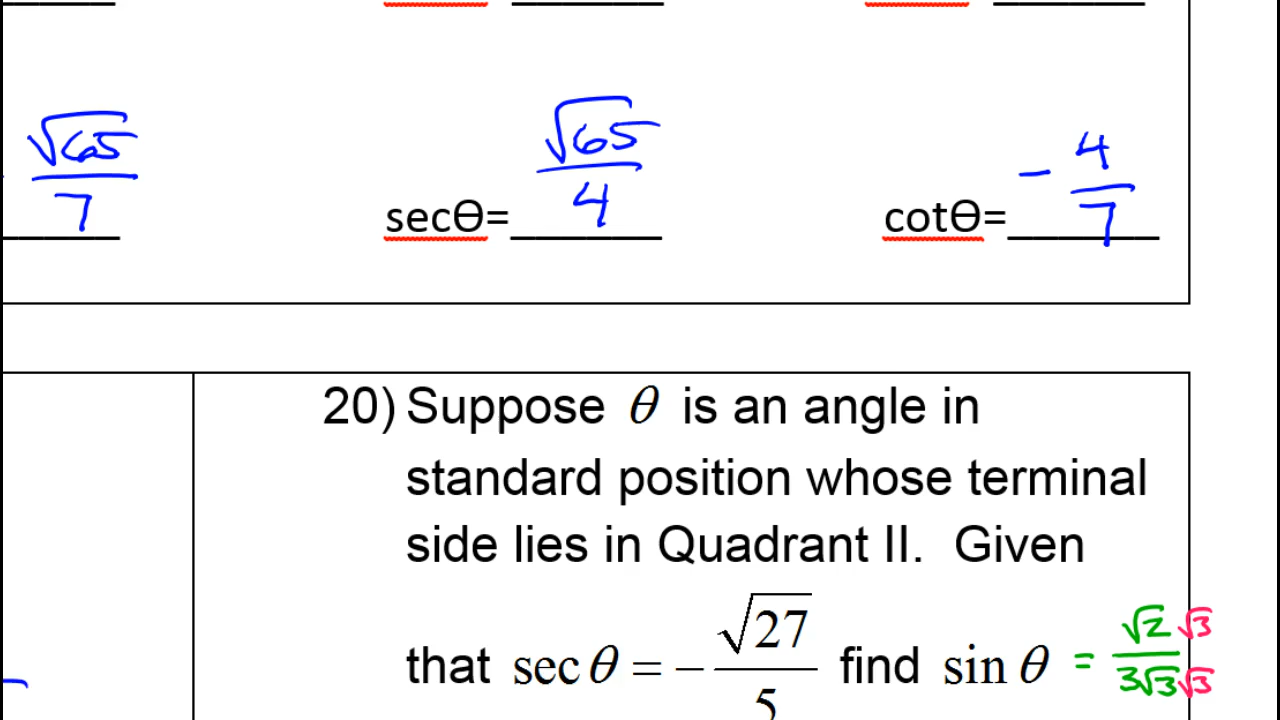 √65/7 secΘ= √65/4 cotΘ= - 4/7
20) Suppose θ is an angle in
standard position whose terminal
side lies in Quadrant II. Given
that sec θ = −√27/5 find sin θ = √2 √3 / 3√3 √3